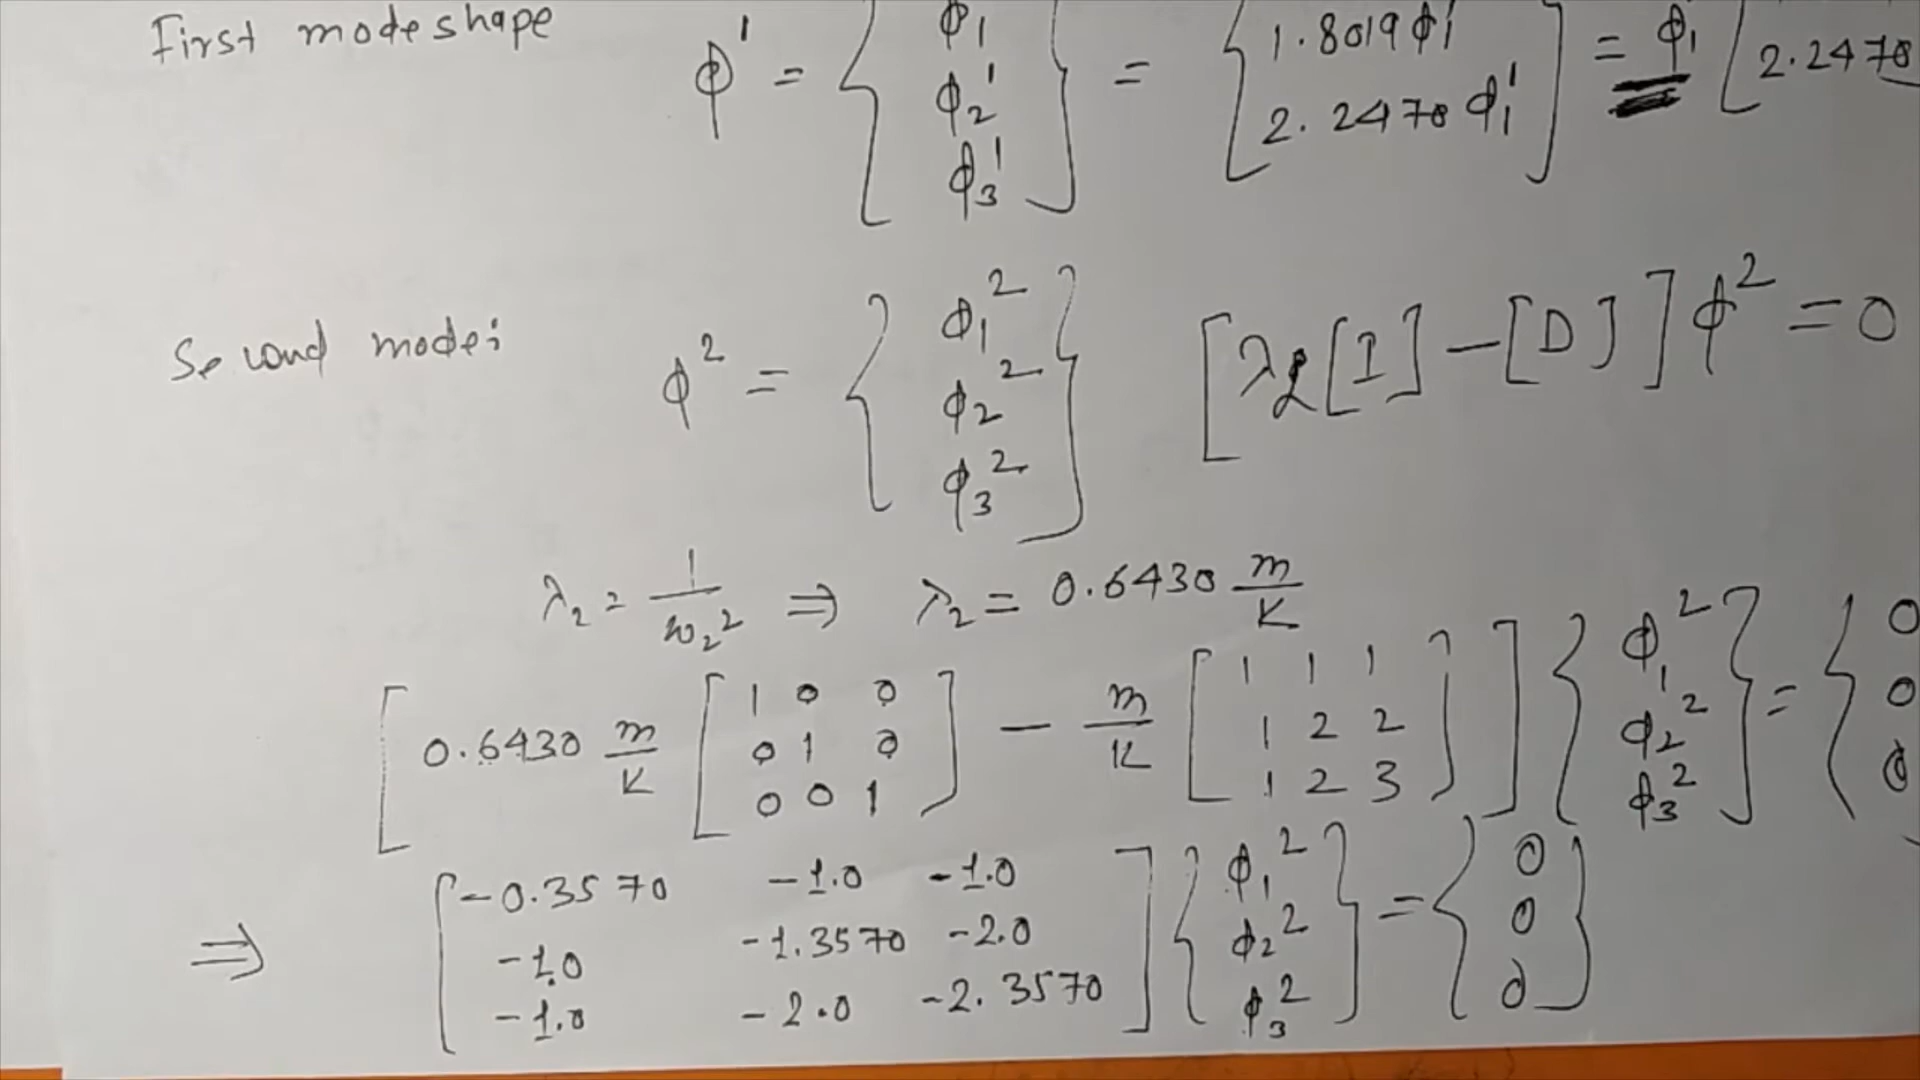 First mode shape φ¹ = {φ₁ φ₂¹ φ₃¹} = {1.8019 φ₁¹ 2.2470 φ₁¹} = φ₁ { 2.2470
Second mode: φ² = {φ₁² φ₂² φ₃²} [λ₂[I] - [D]] φ² = 0
λ₂ = 1/ω₂² ⇒ λ₂ = 0.6430 m/K
[0.6430 m/K [1 0 0
0 1 0
0 0 1] - m/K [1 1 1
1 2 2
1 2 3]] {φ₁² φ₂² φ₃²} = {0 0 0
⇒ [-0.3570 -1.0 -1.0
-1.0 -1.3570 -2.0
-1.0 -2.0 -2.3570] {φ₁² φ₂² φ₃²} = {0 0 0}